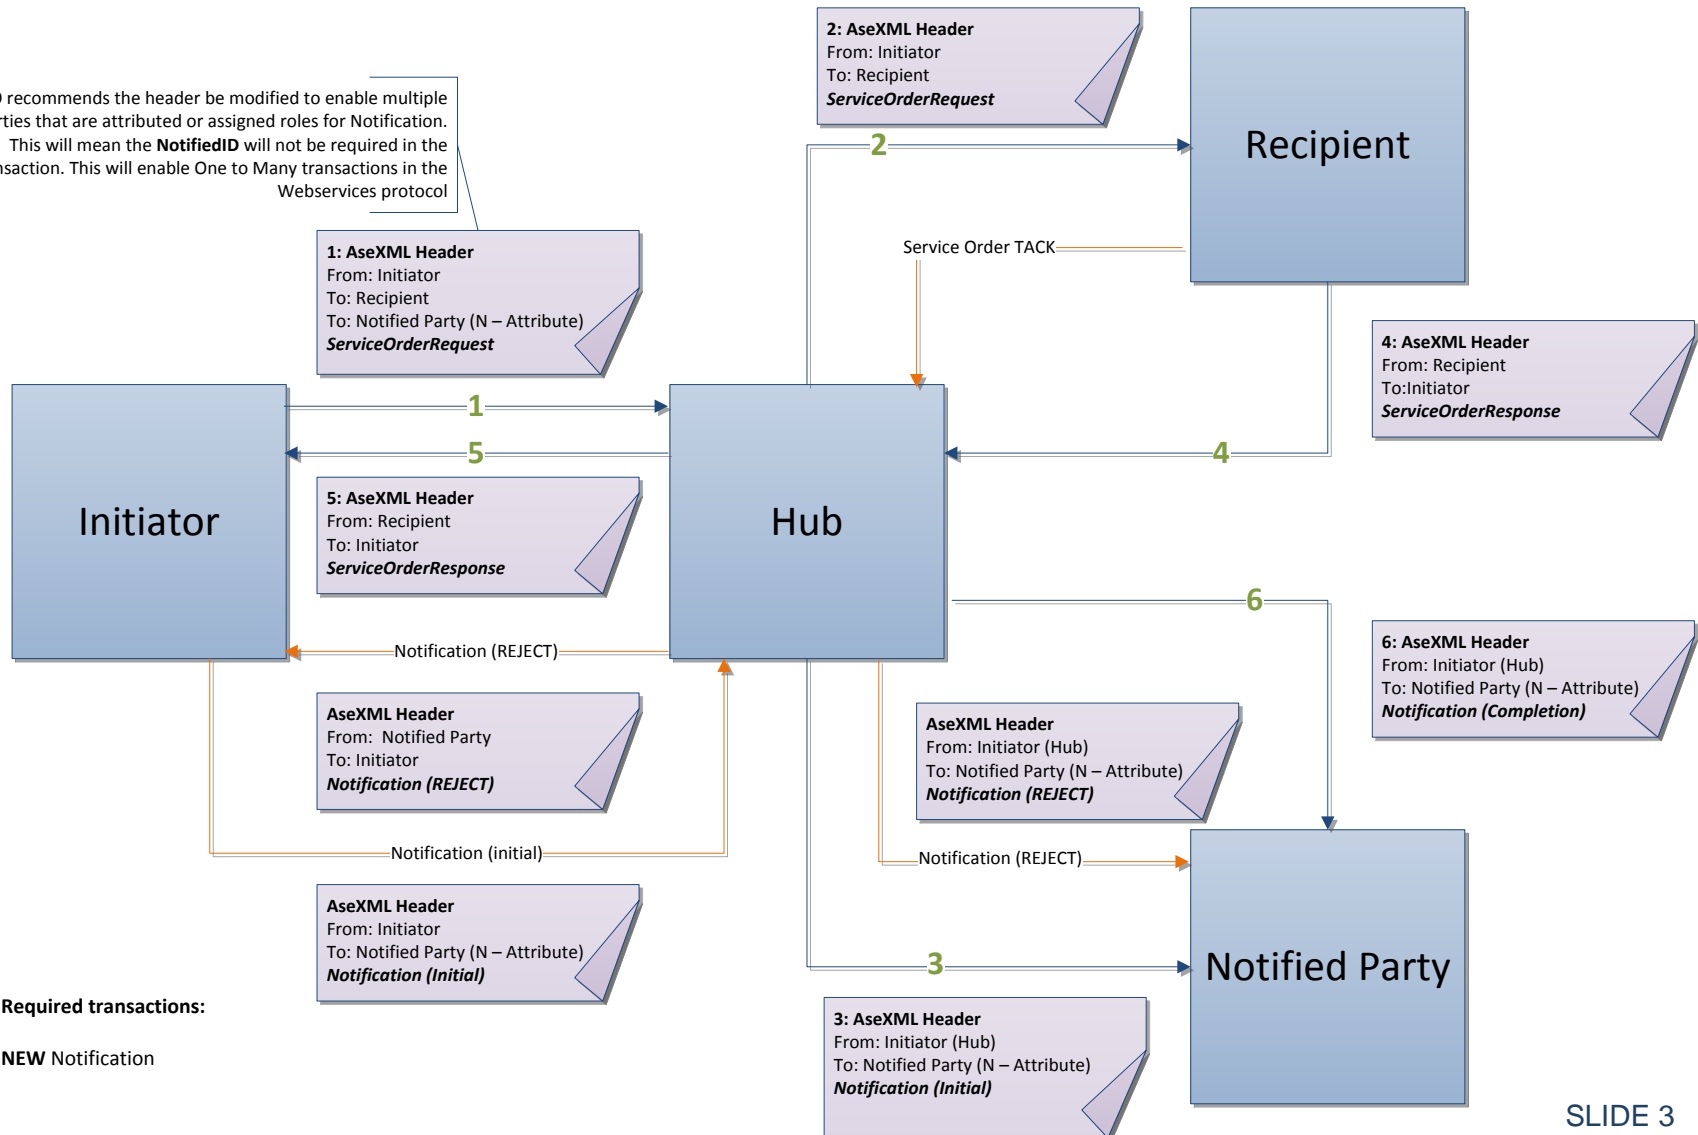 2: AseXML Header
From: Initiator
To: Recipient
ServiceOrderRequest
recommends the header be modified to enable multiple
that are attributed or assigned roles for Notification.
This will mean the NotifiedID will not be required in the
This will enable One to Many transactions in the
Webservices protocol
2
Recipient
1: AseXML Header
From: Initiator
To: Recipient
To: Notified Party (N – Attribute)
ServiceOrderRequest
Service Order TACK
4: AseXML Header
From: Recipient
To:Initiator
ServiceOrderResponse
1
5
4
5: AseXML Header
From: Recipient
To: Initiator
ServiceOrderResponse
Initiator
Hub
6
Notification (REJECT)
6: AseXML Header
From: Initiator (Hub)
To: Notified Party (N – Attribute)
Notification (Completion)
AseXML Header
From:  Notified Party
To: Initiator
Notification (REJECT)
AseXML Header
From: Initiator (Hub)
To: Notified Party (N – Attribute)
Notification (REJECT)
Notification (initial)
Notification (REJECT)
AseXML Header
From: Initiator
To: Notified Party (N – Attribute)
Notification (Initial)
3
Notified Party
Required transactions:
NEW Notification
3: AseXML Header
From: Initiator (Hub)
To: Notified Party (N – Attribute)
Notification (Initial)
SLIDE 3